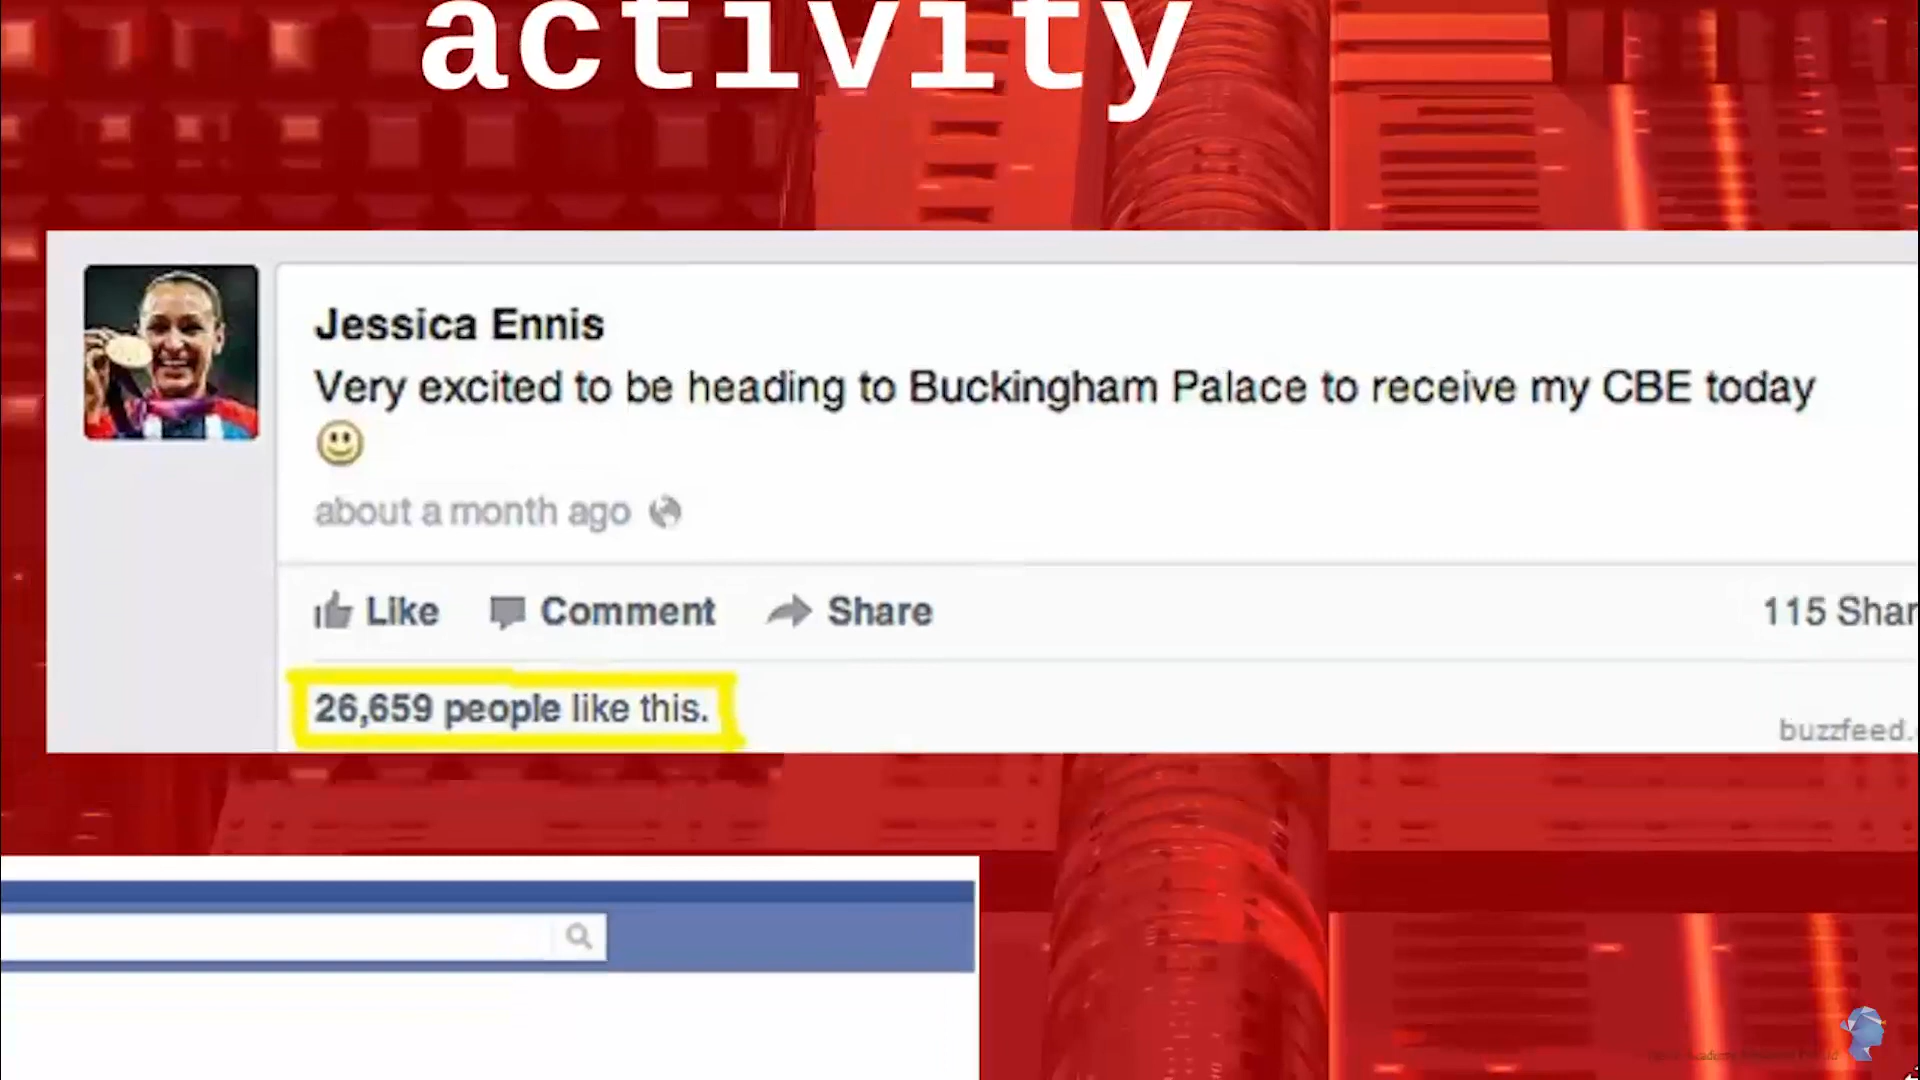 activity
Jessica Ennis
Very excited to be heading to Buckingham Palace to receive my CBE today
about a month ago
Like Comment Share 115 Shar
26,659 people like this.
buzzfeed.